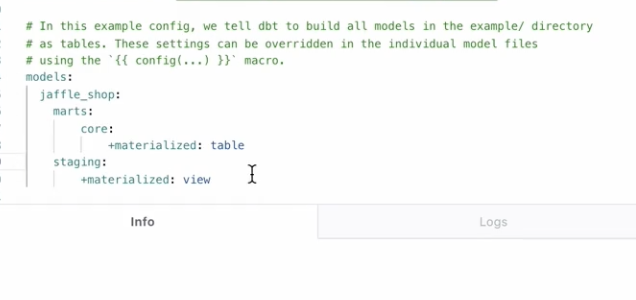 # In this example config, we tell dbt to build all models in the example/ directory
# as tables. These settings can be overridden in the individual model files
# using the `{{ config(...) }}` macro.
models:
  jaffle_shop:
    marts:
        core:
            +materialized: table
    staging:
        +materialized: view
Info
Logs